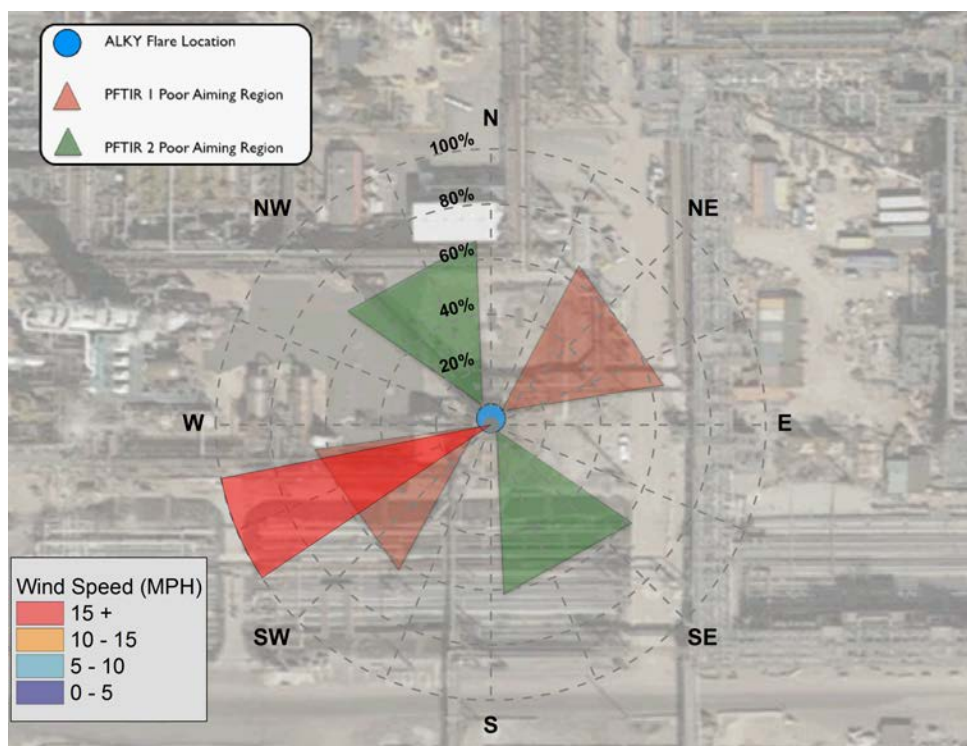 ALKY Flare Location
PFTIR 1 Poor Aiming Region
PFTIR 2 Poor Aiming Region
N
100%
80%
60%
40%
20%
NW
NE
W
E
SW
SE
S
Wind Speed (MPH)
15 +
10 - 15
5 - 10
0 - 5